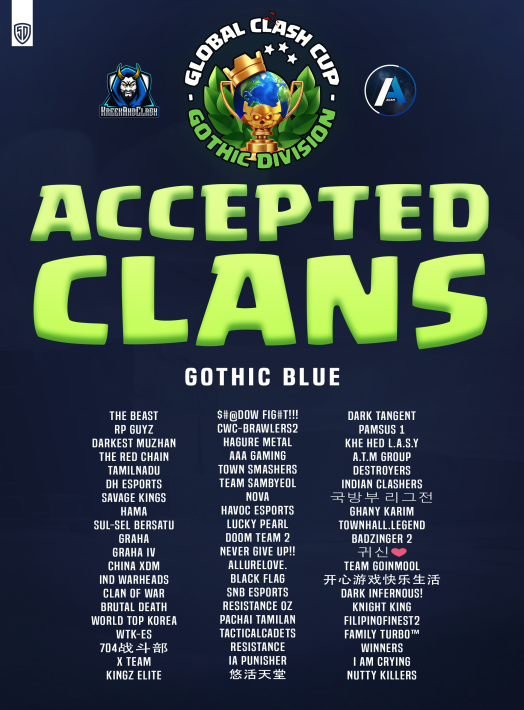 SD
GLOBAL CLASH CUP
GOTHIC DIVISION
HAZZHANDCLASH
A
ACCEPTED
CLANS
GOTHIC BLUE
THE BEAST
RP GUYZ
DARKEST MUZHAN
THE RED CHAIN
TAMILNADU
DH ESPORTS
SAVAGE KINGS
HAMA
SUL-SEL BERSATU
GRAHA
GRAHA IV
CHINA XDM
IND WARHEADS
CLAN OF WAR
BRUTAL DEATH
WORLD TOP KOREA
WTK-ES
704战斗部
X TEAM
KINGZ ELITE
$#@DOW FIG#T!!!
CWC-BRAWLERS2
HAGURE METAL
AAA GAMING
TOWN SMASHERS
TEAM SAMBYEOL
NOVA
HAVOC ESPORTS
LUCKY PEARL
DOOM TEAM 2
NEVER GIVE UP!!
ALLURELOVE.
BLACK FLAG
SNB ESPORTS
RESISTANCE OZ
PACHAI TAMILAN
TACTICALCADETS
RESISTANCE
IA PUNISHER
悠活天堂
DARK TANGENT
PAMSUS 1
KHE HED L.A.S.Y
A.T.M GROUP
DESTROYERS
INDIAN CLASHERS
국방부 리그전
GHANY KARIM
TOWNHALL.LEGEND
BADZINGER 2
귀신❤
TEAM GOINMOOL
开心游戏快乐生活
DARK INFERNOUS!
KNIGHT KING
FILIPINOFINEST2
FAMILY TURBO™
WINNERS
I AM CRYING
NUTTY KILLERS